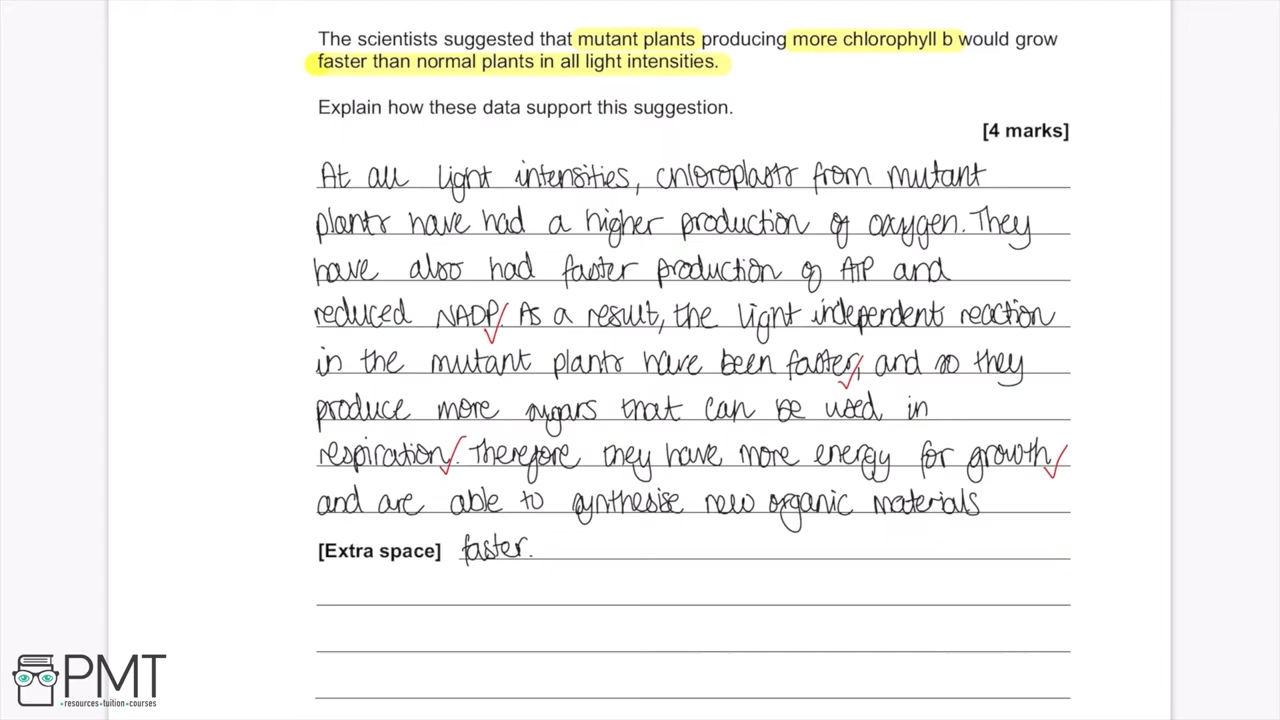 The scientists suggested that mutant plants producing more chlorophyll b would grow
faster than normal plants in all light intensities.
Explain how these data support this suggestion.
[4 marks]
At all light intensities, chloroplasts from mutant
plants have had a higher production of oxygen. They
have also had faster production of ATP and
reduced NADP. As a result, the light independent reaction
in the mutant plants have been faster, and so they
produce more sugars that can be used in
respiration. Therefore they have more energy for growth
and are able to synthesise new organic materials
[Extra space] faster.
PMT
•resources•tuition•courses